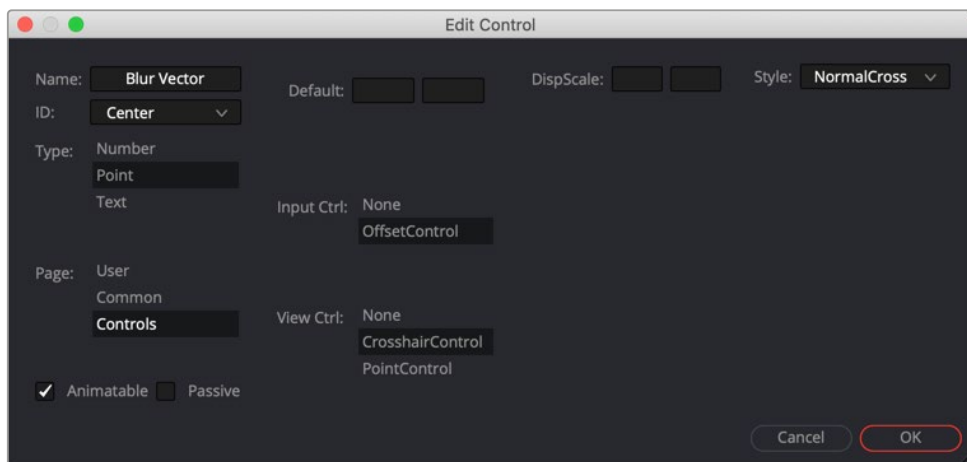 Edit Control
Name: Blur Vector
Default:
DispScale:
Style: NormalCross
ID: Center
Type: Number
Point
Text
Input Ctrl: None
OffsetControl
Page: User
Common
Controls
View Ctrl: None
CrosshairControl
PointControl
Animatable Passive
Cancel OK